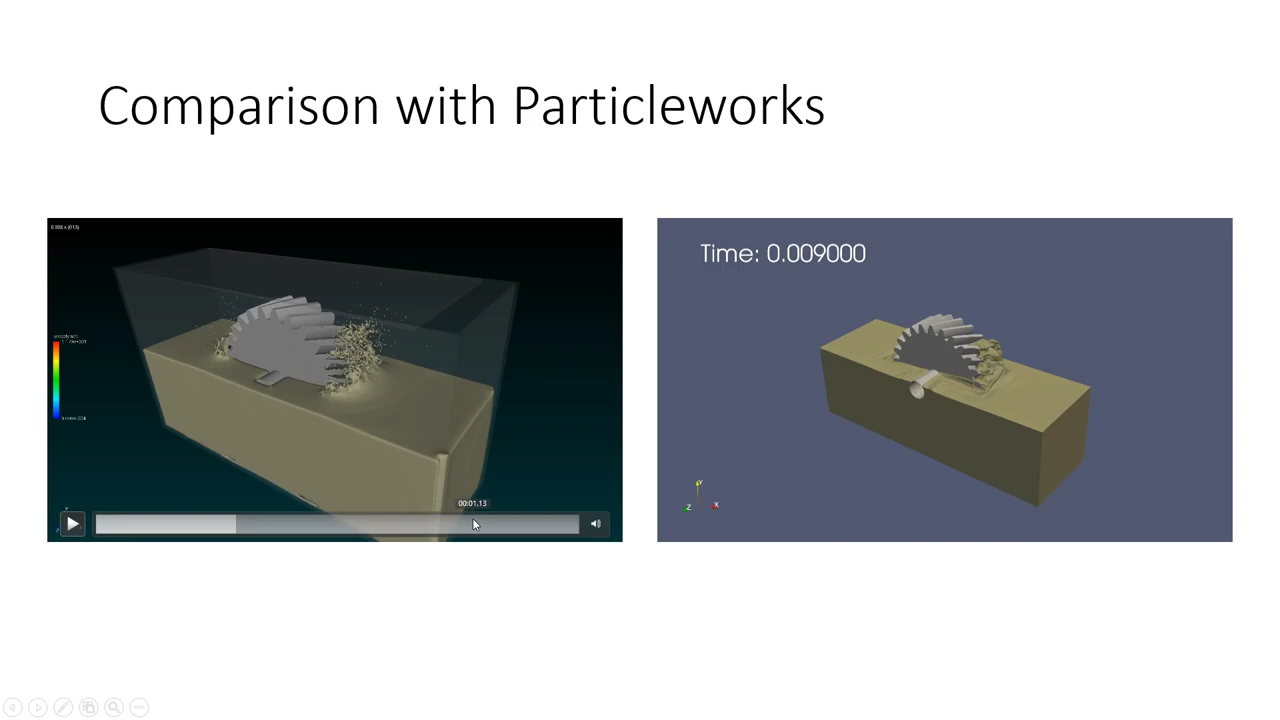 Comparison with Particleworks
Time: 0.009000
00:01.13
Y
Z
X